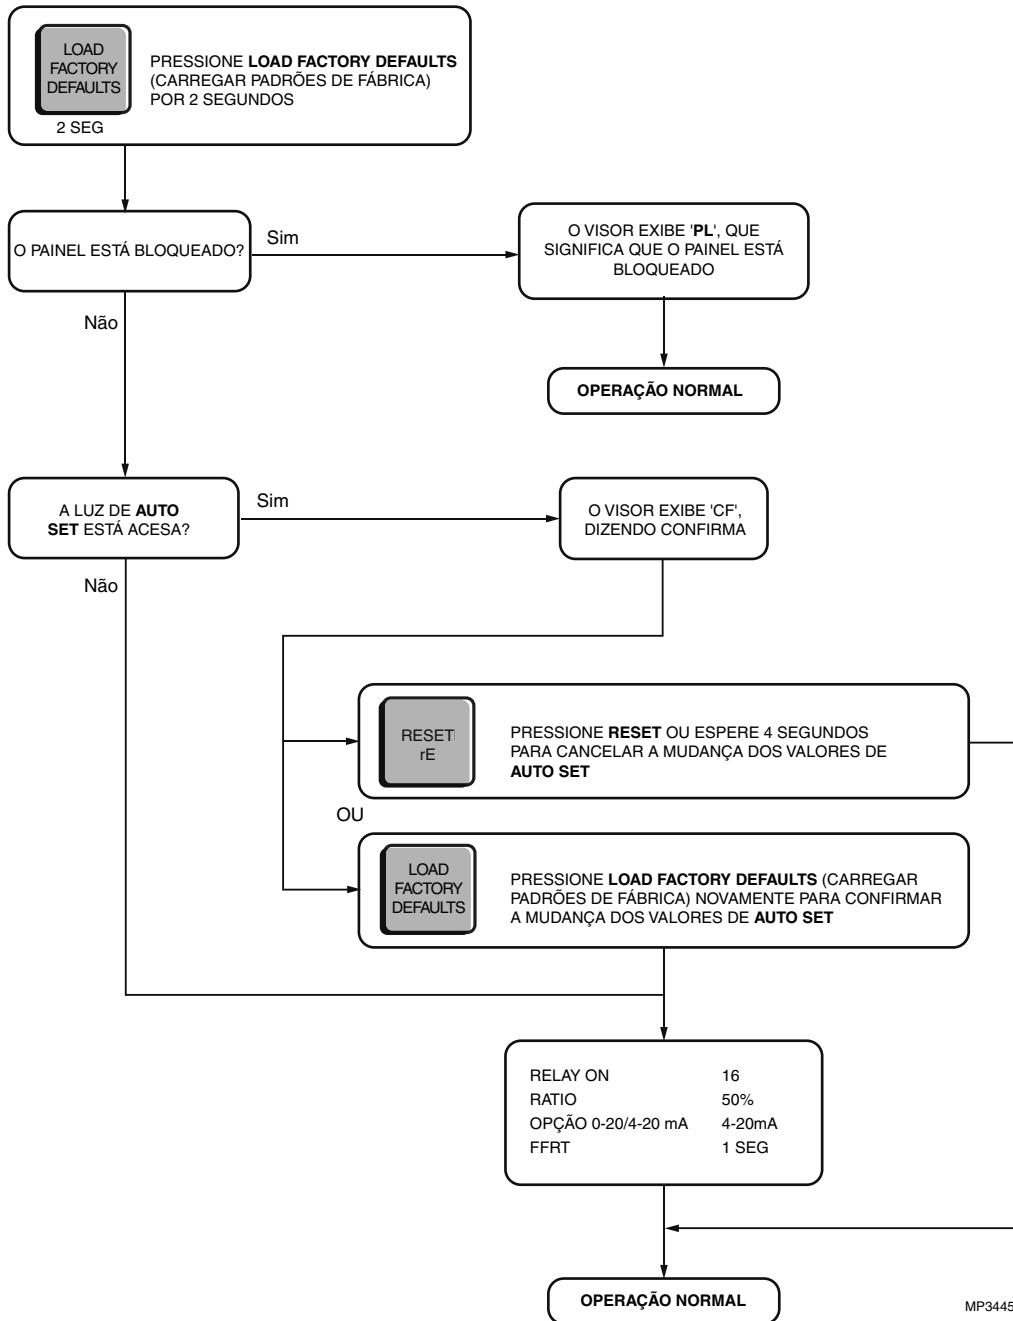 LOAD
FACTORY
DEFAULTS
2 SEG
PRESSIONE LOAD FACTORY DEFAULTS
(CARREGAR PADRÕES DE FÁBRICA)
POR 2 SEGUNDOS
O PAINEL ESTÁ BLOQUEADO?
Sim
O VISOR EXIBE 'PL', QUE
SIGNIFICA QUE O PAINEL ESTÁ
BLOQUEADO
Não
OPERAÇÃO NORMAL
A LUZ DE AUTO
SET ESTÁ ACESA?
Sim
O VISOR EXIBE 'CF',
DIZENDO CONFIRMA
Não
RESET
rE
PRESSIONE RESET OU ESPERE 4 SEGUNDOS
PARA CANCELAR A MUDANÇA DOS VALORES DE
AUTO SET
OU
LOAD
FACTORY
DEFAULTS
PRESSIONE LOAD FACTORY DEFAULTS (CARREGAR
PADRÕES DE FÁBRICA) NOVAMENTE PARA CONFIRMAR
A MUDANÇA DOS VALORES DE AUTO SET
RELAY ON 16
RATIO 50%
OPÇÃO 0-20/4-20 mA 4-20mA
FFRT 1 SEG
OPERAÇÃO NORMAL
MP3445